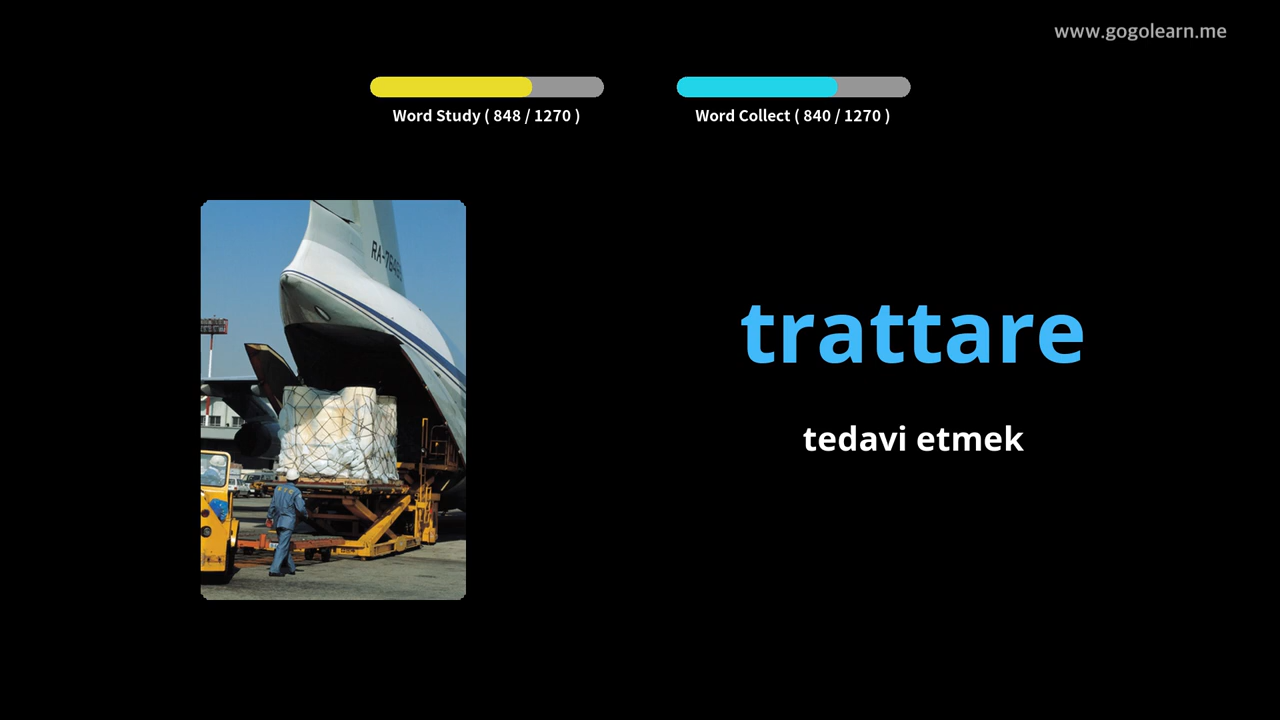 www.gogolearn.me
Word Study ( 848 / 1270 )
Word Collect ( 840 / 1270 )
trattare
tedavi etmek